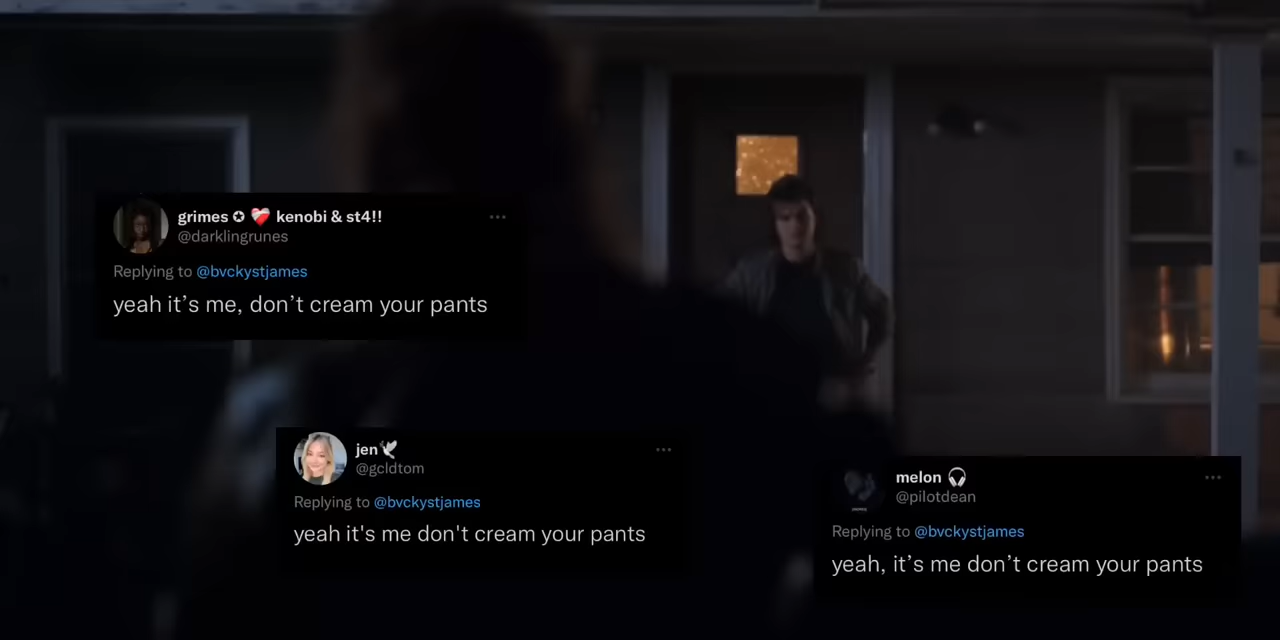 grimes ✪ ❤️‍🩹 kenobi & st4!!
@darklingrunes
Replying to @bvckystjames
yeah it’s me, don’t cream your pants
jen 🕊
@gcldtom
Replying to @bvckystjames
yeah it's me don't cream your pants
melon 🎧
@pilotdean
Replying to @bvckystjames
yeah, it’s me don’t cream your pants